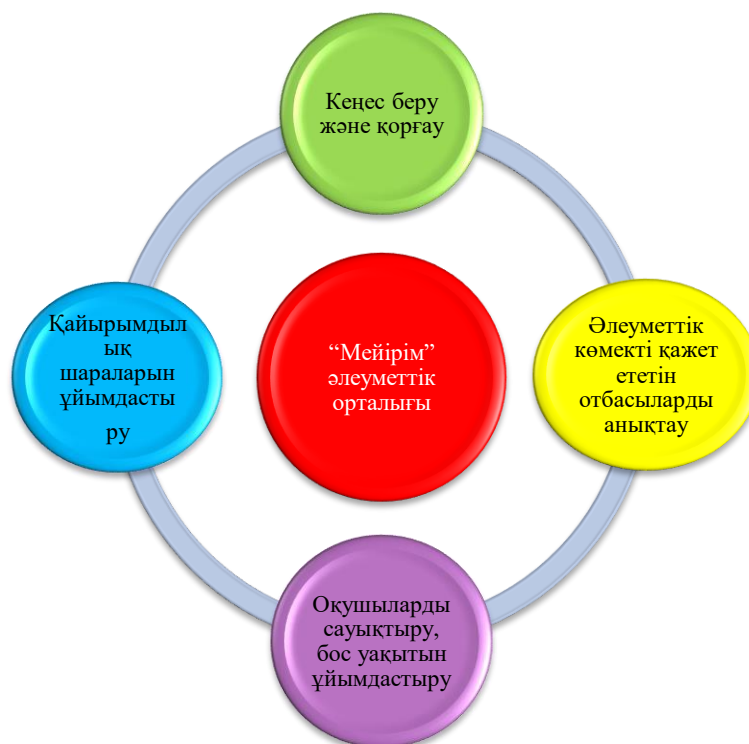 Кеңес беру
және қорғау
Қайырымдыл
ық
шараларын
ұйымдасты
ру
“Мейірім”
әлеуметтік
орталығы
Әлеуметтік
көмекті қажет
ететін
отбасыларды
анықтау
Оқушыларды
сауықтыру,
бос уақытын
ұйымдастыру